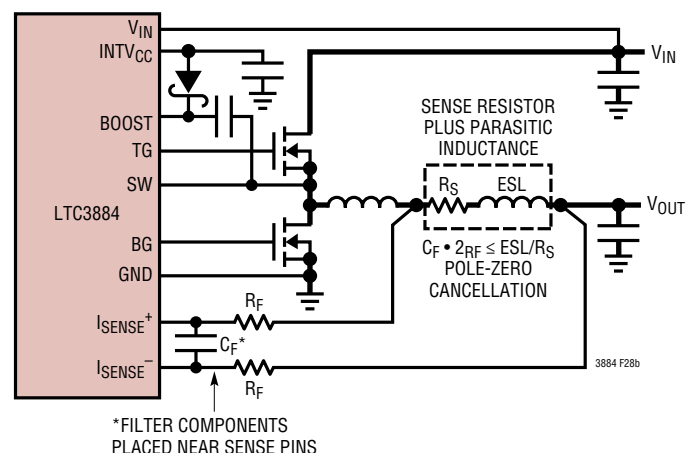 VIN
INTVCC
BOOST
TG
SW
LTC3884
BG
GND
ISENSE+
ISENSE−
VIN
SENSE RESISTOR
PLUS PARASITIC
INDUCTANCE
RS
ESL
VOUT
CF • 2RF ≤ ESL/RS
POLE-ZERO
CANCELLATION
RF
CF*
RF
3884 F28b
*FILTER COMPONENTS
PLACED NEAR SENSE PINS